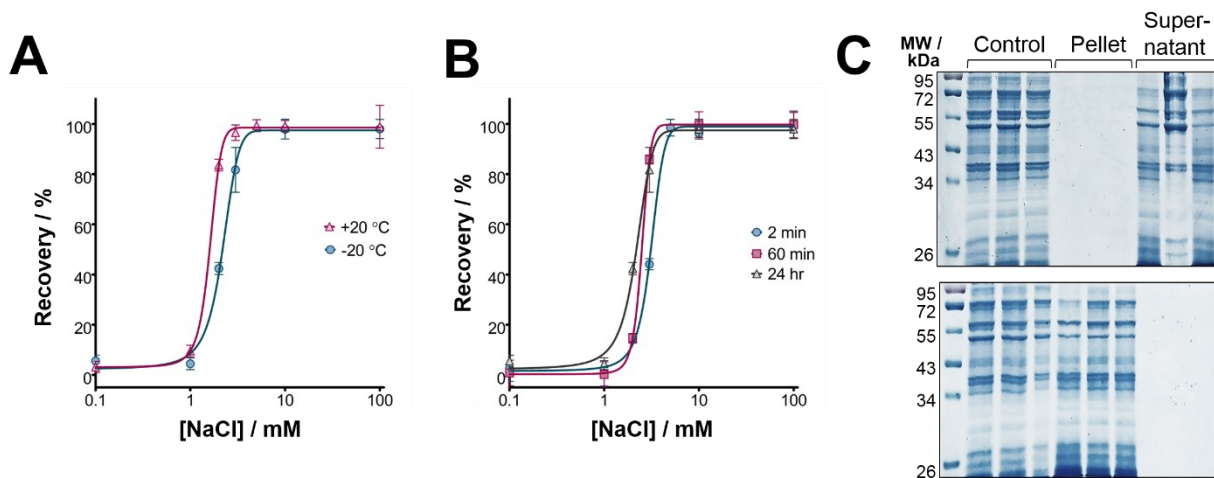 A
Recovery / %
100
80
60
40
20
0
0.1
1
10
100
[NaCl] / mM
+20 °C
-20 °C
B
Recovery / %
100
80
60
40
20
0
0.1
1
10
100
[NaCl] / mM
2 min
60 min
24 hr
C
MW /
kDa
Control
Pellet
Super-
natant
95
72
55
43
34
26
95
72
55
43
34
26